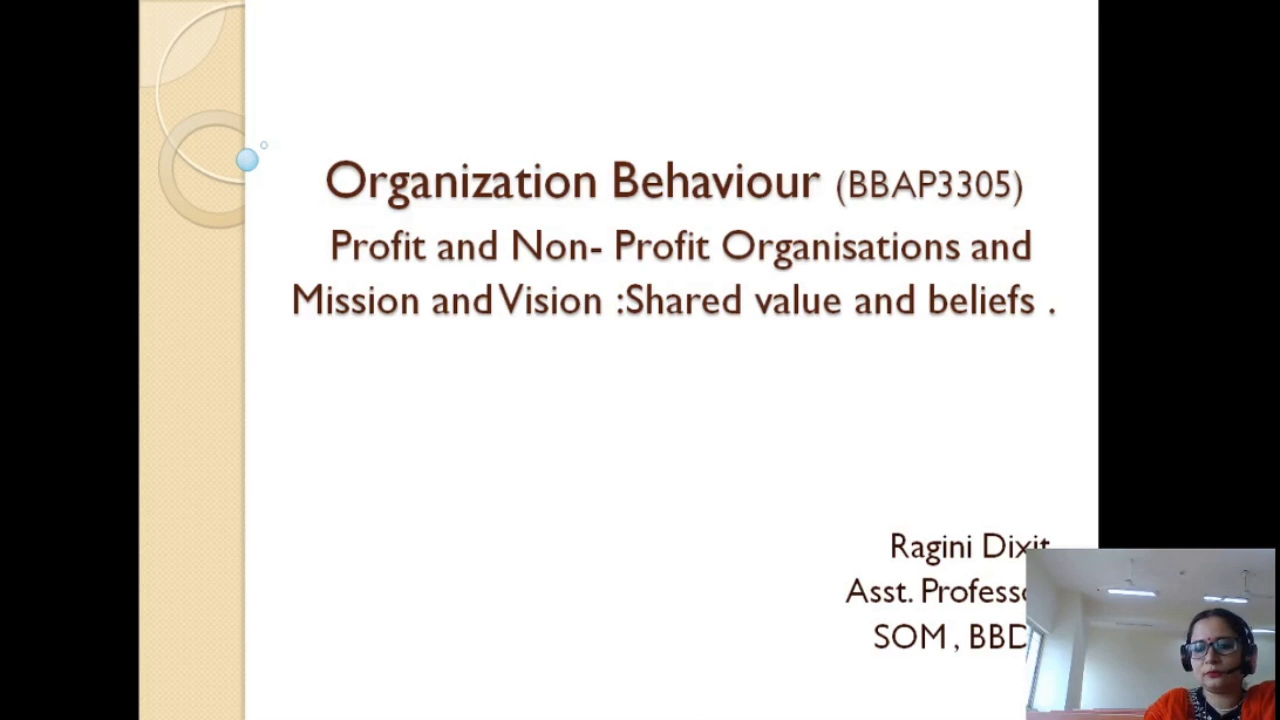 Organization Behaviour (BBAP3305)
Profit and Non- Profit Organisations and
Mission and Vision :Shared value and beliefs .
Ragini Dixit
Asst.
SOM ,